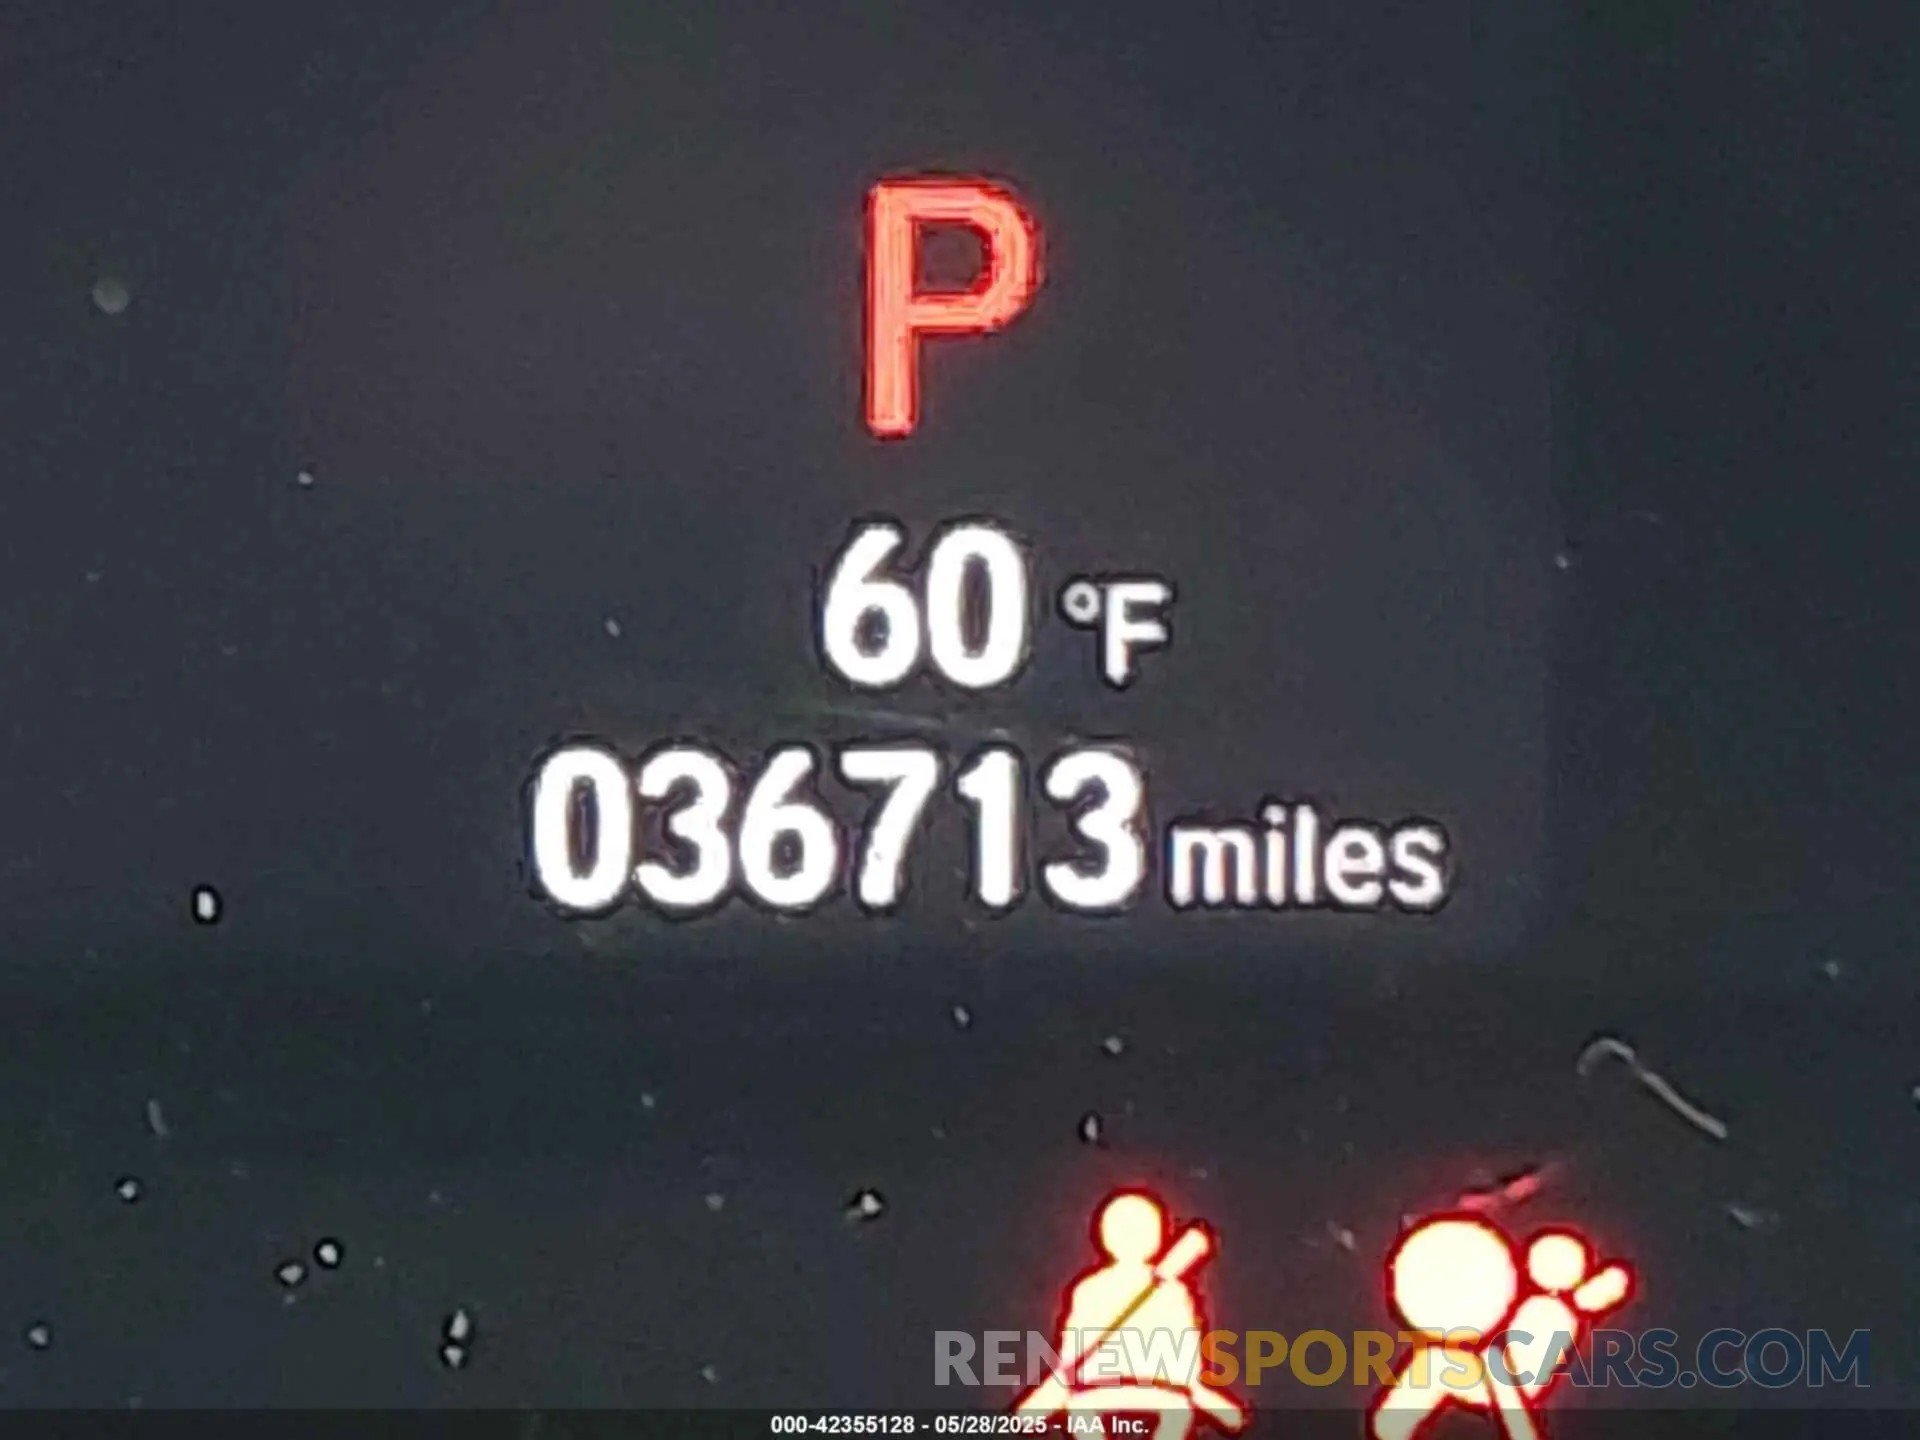 P
60 °F
036713 miles
RENEWSPORTSCARS.COM
000-42355128 - 05/28/2025 - IAA Inc.